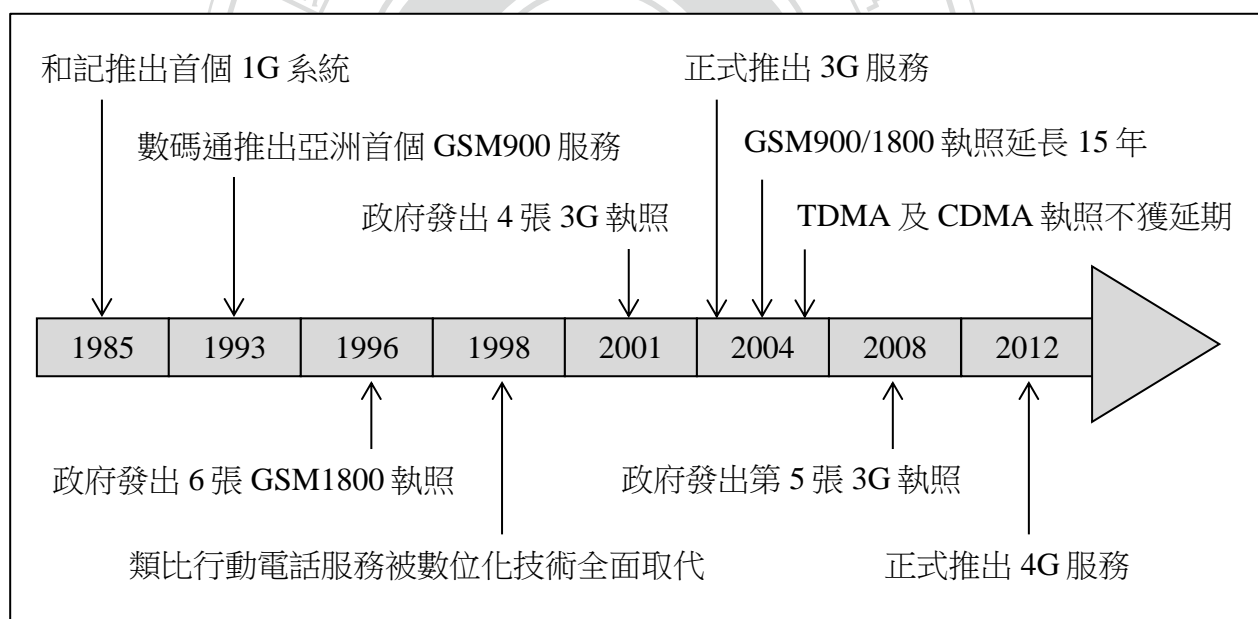 和記推出首個 1G 系統
正式推出 3G 服務
數碼通推出亞洲首個 GSM900 服務
GSM900/1800 執照延長 15 年
政府發出 4 張 3G 執照
TDMA 及 CDMA 執照不獲延期
1985 1993 1996 1998 2001 2004 2008 2012
政府發出 6 張 GSM1800 執照
政府發出第 5 張 3G 執照
類比行動電話服務被數位化技術全面取代
正式推出 4G 服務